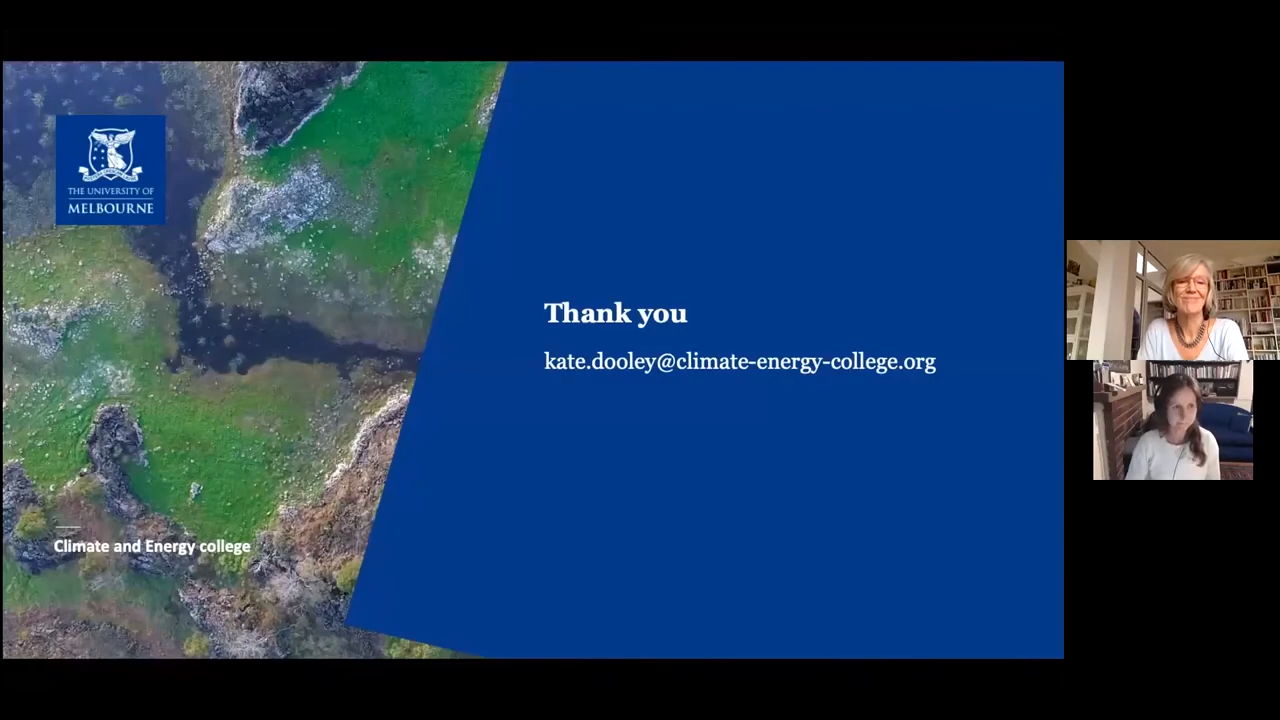 THE UNIVERSITY OF
MELBOURNE
Thank you
kate.dooley@climate-energy-college.org
Climate and Energy college